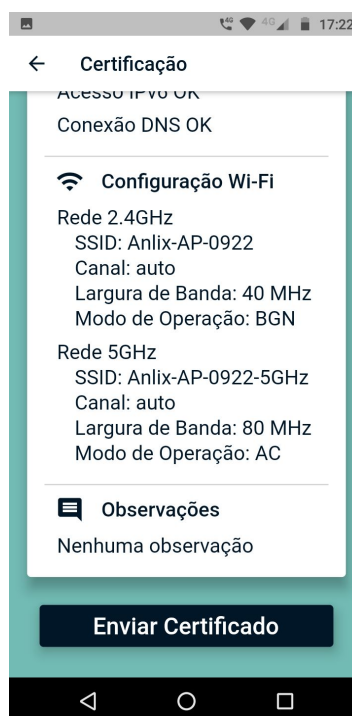 4G 4G 17:22
Certificação
Acesso IPv6 OK
Conexão DNS OK
Configuração Wi-Fi
Rede 2.4GHz
SSID: Anlix-AP-0922
Canal: auto
Largura de Banda: 40 MHz
Modo de Operação: BGN
Rede 5GHz
SSID: Anlix-AP-0922-5GHz
Canal: auto
Largura de Banda: 80 MHz
Modo de Operação: AC
Observações
Nenhuma observação
Enviar Certificado